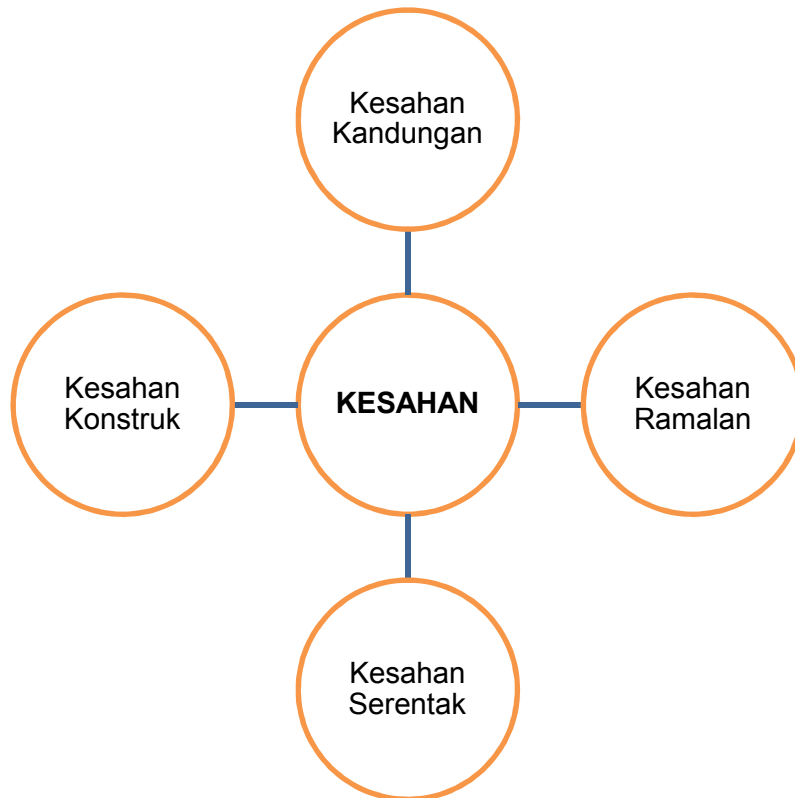 Kesahan
Kandungan
Kesahan
Konstruk
KESAHAN
Kesahan
Ramalan
Kesahan
Serentak